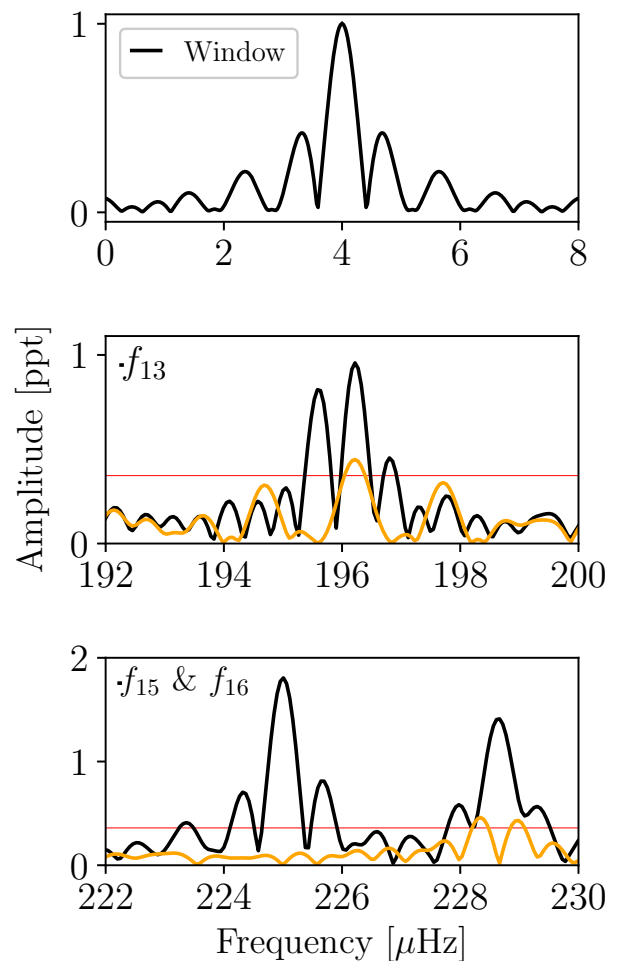 1
Window
0
0 2 4 6 8
Amplitude [ppt]
1
f13
0
192 194 196 198 200
2
f15 & f16
1
0
222 224 226 228 230
Frequency [μHz]